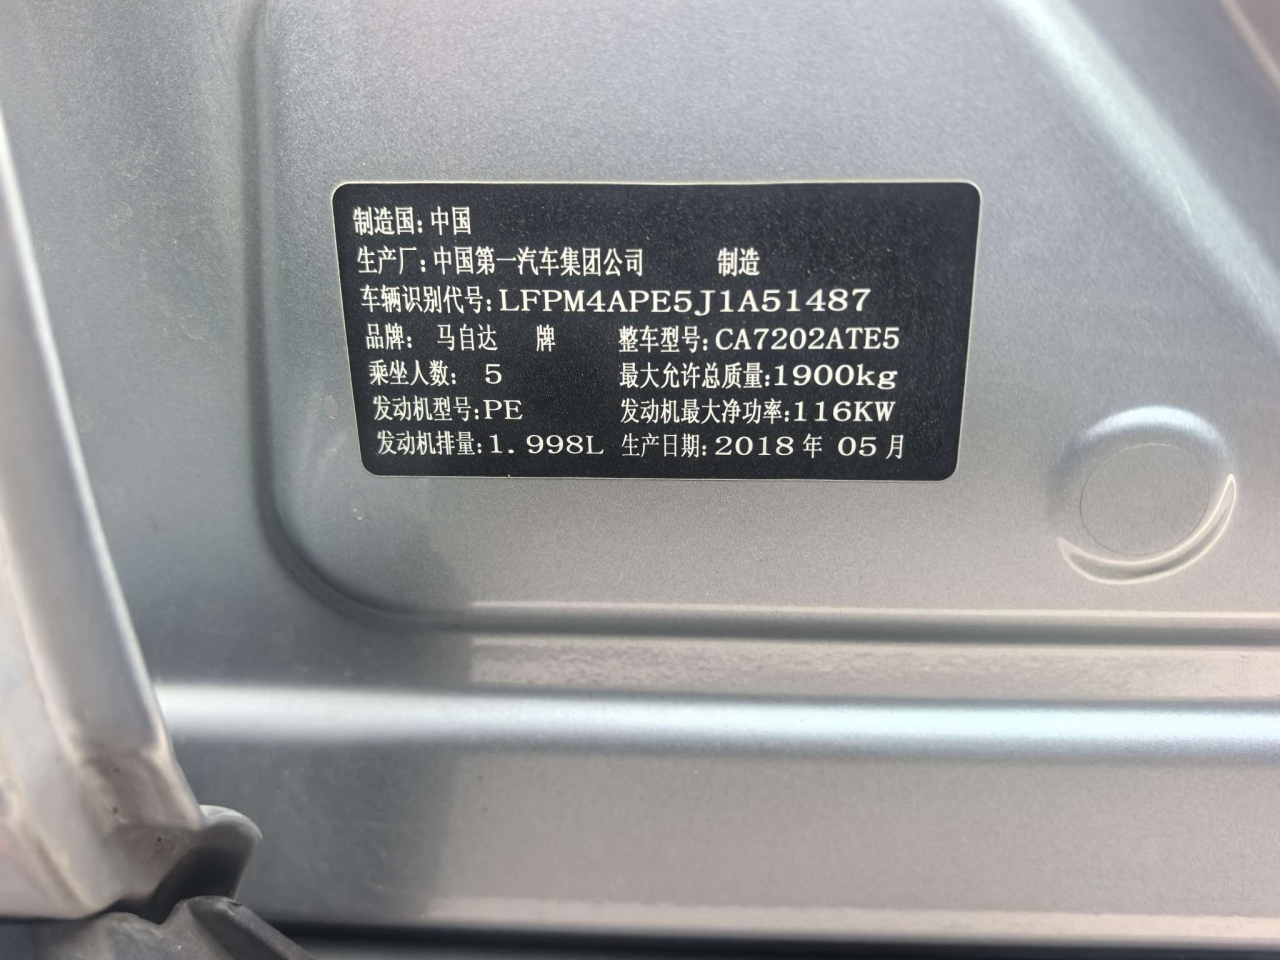 制造国：中国
生产厂：中国第一汽车集团公司 制造
车辆识别代号：LFPM4APE5J1A51487
品牌： 马自达 牌 整车型号：CA7202ATE5
乘坐人数： 5 最大允许总质量：1900kg
发动机型号：PE 发动机最大净功率：116KW
发动机排量：1.998L 生产日期：2018年 05月